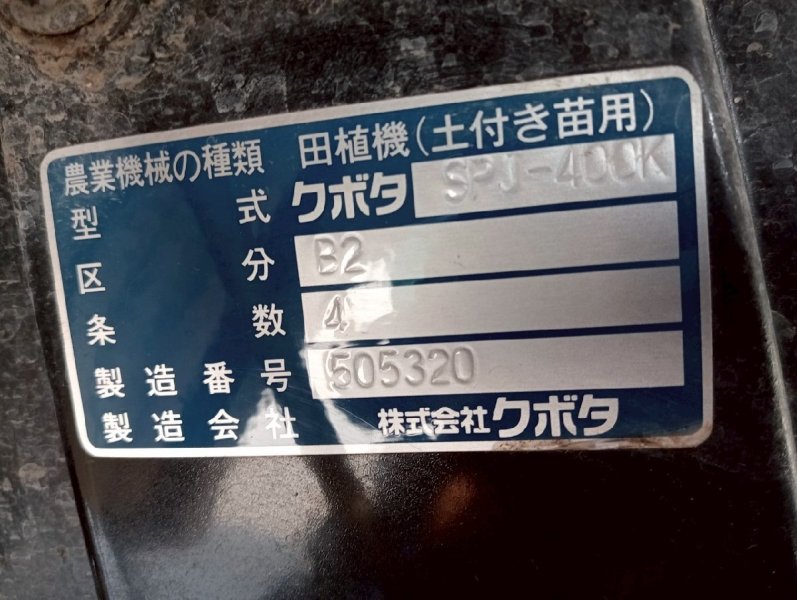 農業機械の種類 田植機(土付き苗用)
型式 クボタ SPJ-400K
区分 B2
条数 4
製造番号 505320
製造会社 株式会社クボタ